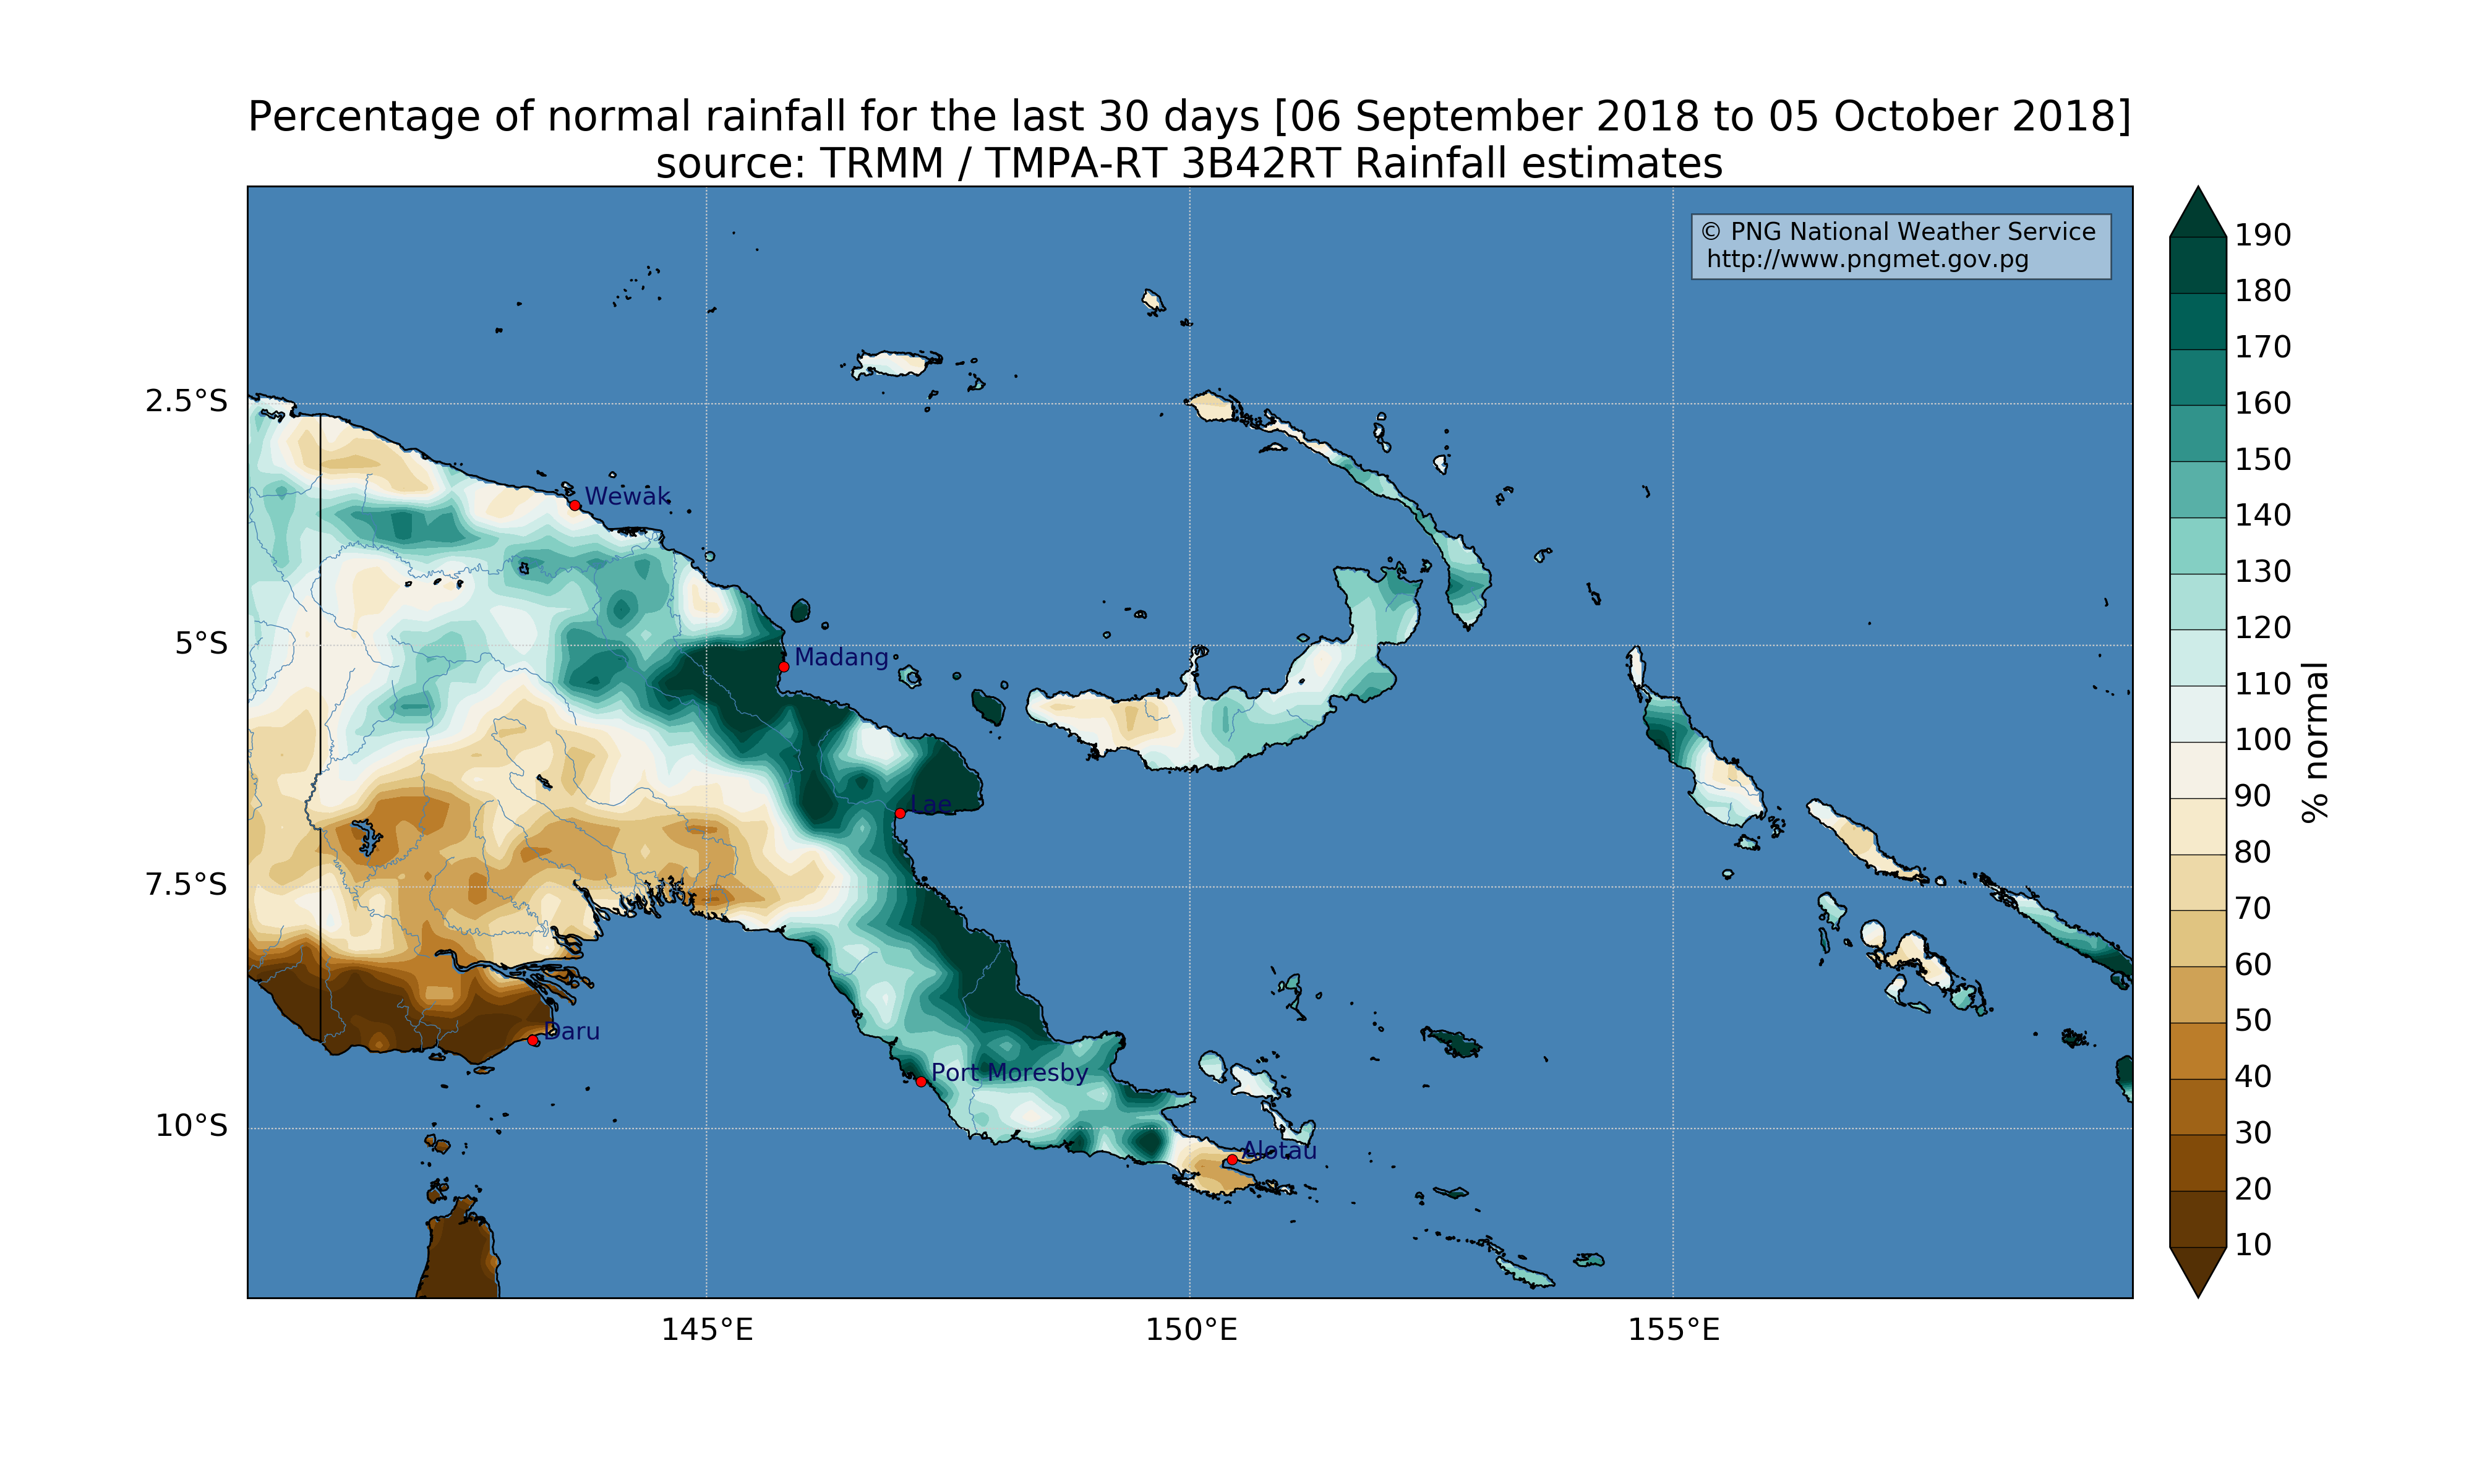 Percentage of normal rainfall for the last 30 days [06 September 2018 to 05 October 2018]
source: TRMM / TMPA-RT 3B42RT Rainfall estimates
© PNG National Weather Service
http://www.pngmet.gov.pg
2.5°S
5°S
7.5°S
10°S
Wewak
Madang
Lae
Daru
Port Moresby
Alotau
145°E
150°E
155°E
190
180
170
160
150
140
130
120
110
100
90
80
70
60
50
40
30
20
10
% normal